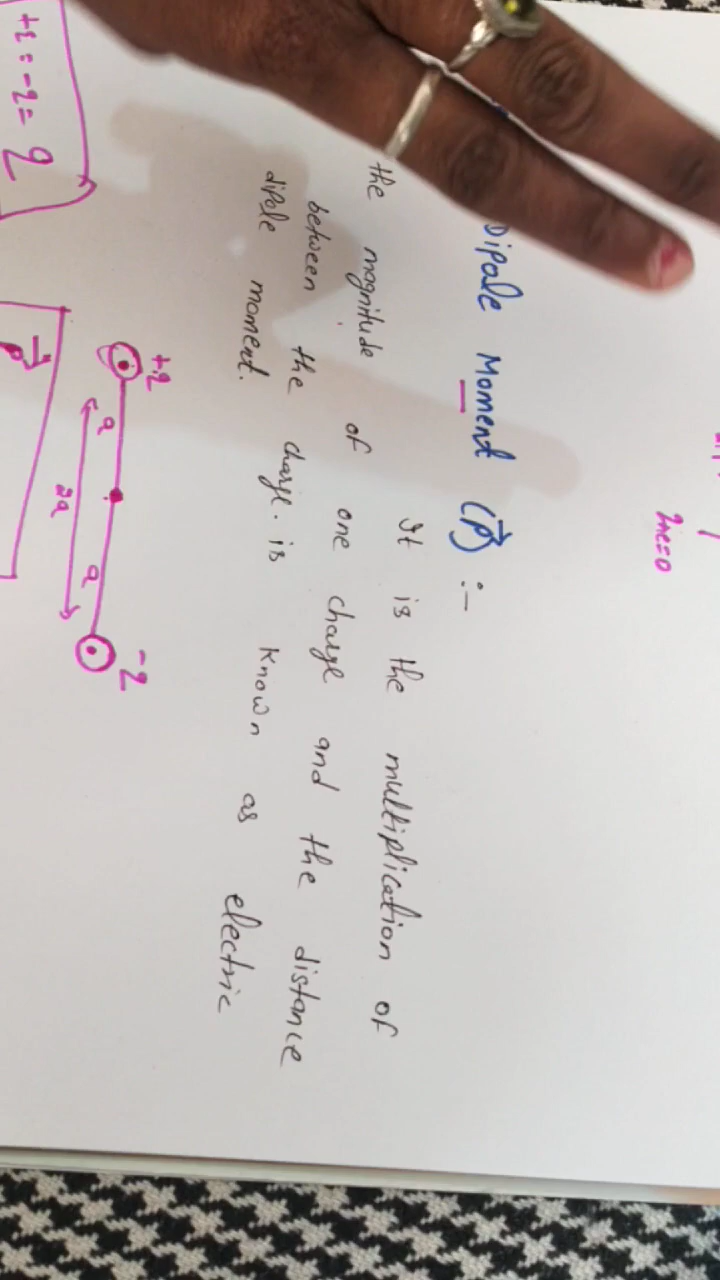 qnet=0
Dipole Moment (P⃗) :-
It is the multiplication of
the magnitude of one charge and the distance
between the charge. is known as electric
dipole moment.
+q -q
a a
2a
+q = -q = q
P⃗